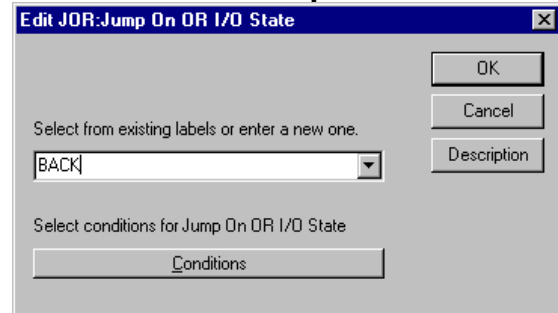 Edit JOR:Jump On OR I/O State
OK
Cancel
Select from existing labels or enter a new one.
Description
BACK
Select conditions for Jump On OR I/O State
Conditions